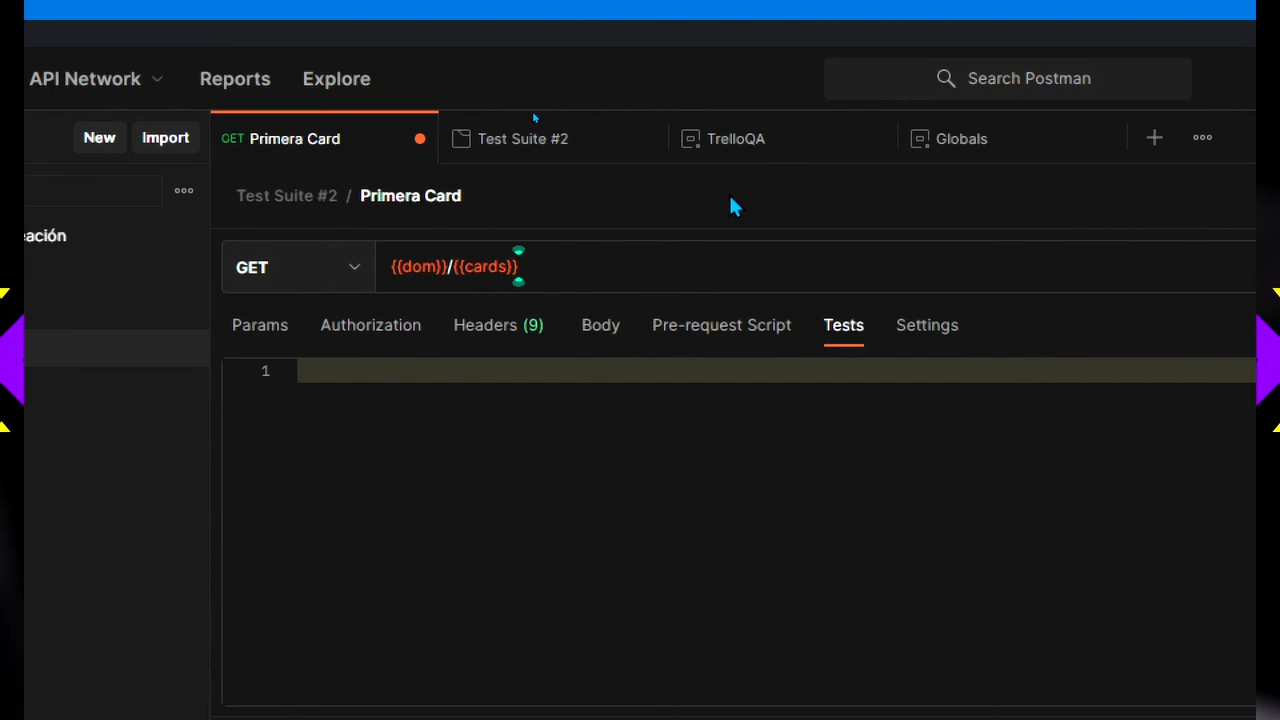 API Network Reports Explore Search Postman
New Import GET Primera Card Test Suite #2 TrelloQA Globals
Test Suite #2 / Primera Card
eación
GET {{dom}}/{{cards}}
Params Authorization Headers (9) Body Pre-request Script Tests Settings
1